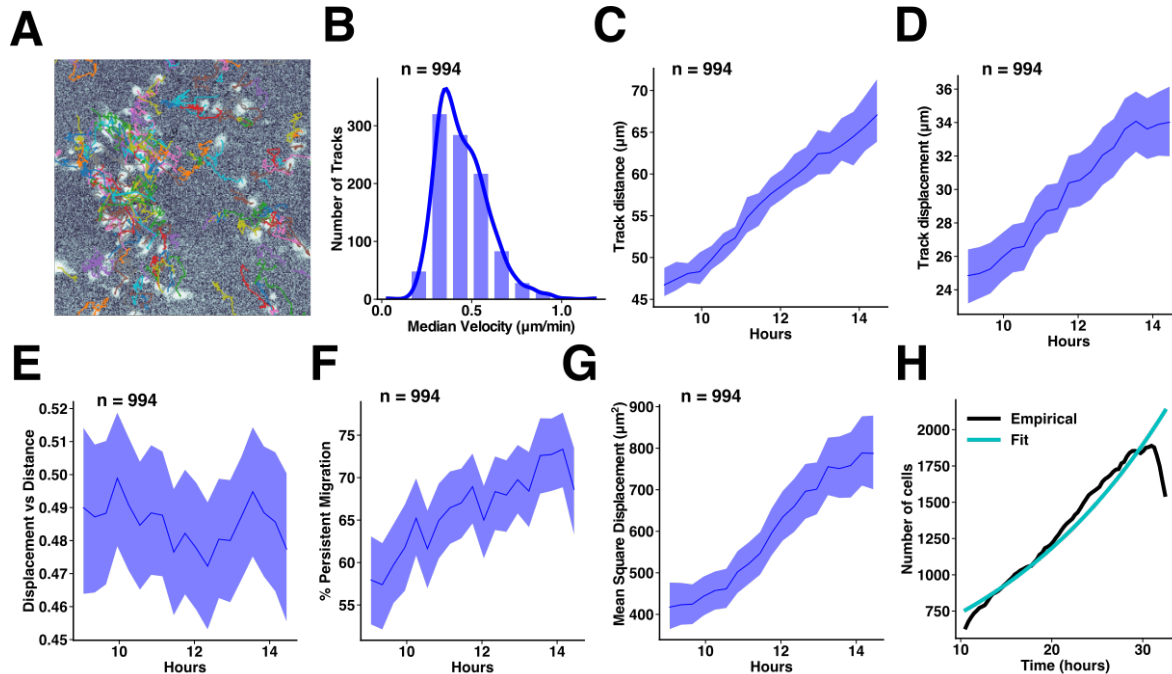 A
B
n = 994
Number of Tracks
300
200
100
0
0.0
0.5
1.0
Median Velocity (μm/min)
C
n = 994
Track distance (μm)
70
65
60
55
50
45
10
12
14
Hours
D
n = 994
Track displacement (μm)
36
34
32
30
28
26
24
10
12
14
Hours
E
n = 994
Displacement vs Distance
0.52
0.51
0.50
0.49
0.48
0.47
0.46
0.45
10
12
14
Hours
F
n = 994
% Persistent Migration
75
70
65
60
55
10
12
14
Hours
G
n = 994
Mean Square Displacement (μm²)
900
800
700
600
500
400
10
12
14
Hours
H
Empirical
Fit
Number of cells
2000
1750
1500
1250
1000
750
10
20
30
Time (hours)